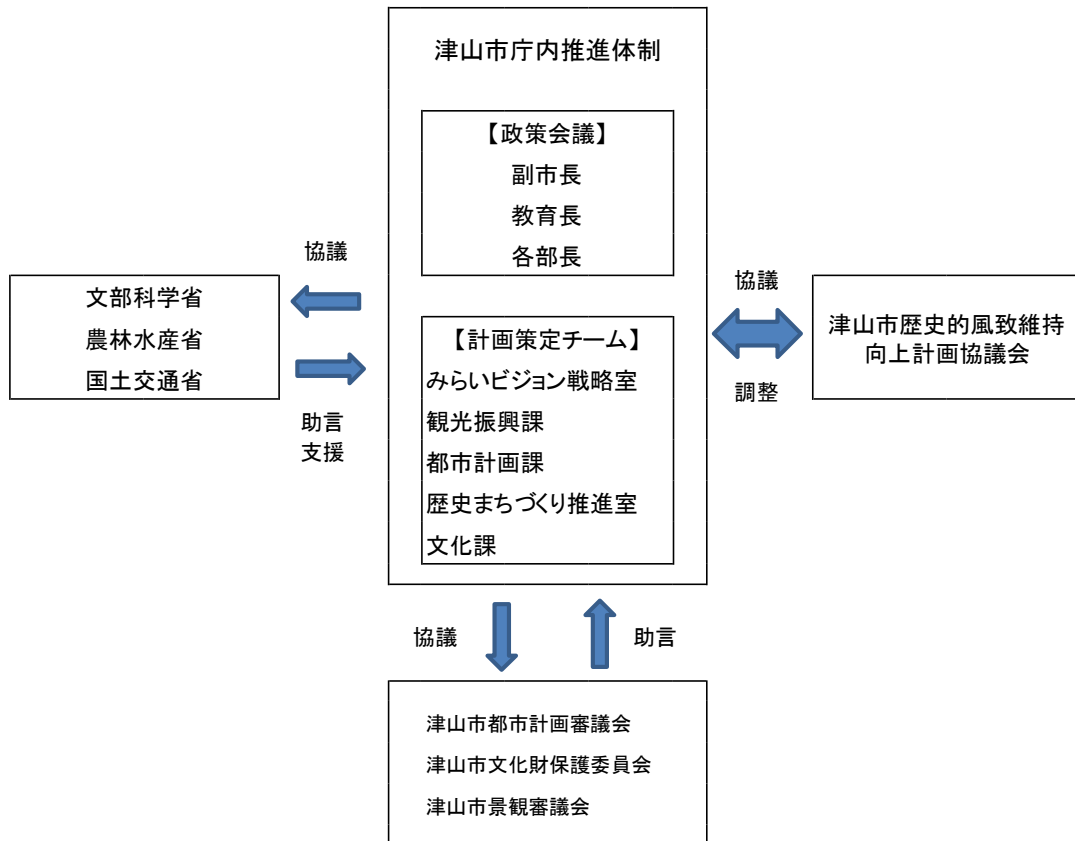 津山市庁内推進体制
【政策会議】
副市長
教育長
各部長
協議
文部科学省
農林水産省
国土交通省
助言
支援
【計画策定チーム】
みらいビジョン戦略室
観光振興課
都市計画課
歴史まちづくり推進室
文化課
協議
調整
津山市歴史的風致維持
向上計画協議会
協議
助言
津山市都市計画審議会
津山市文化財保護委員会
津山市景観審議会